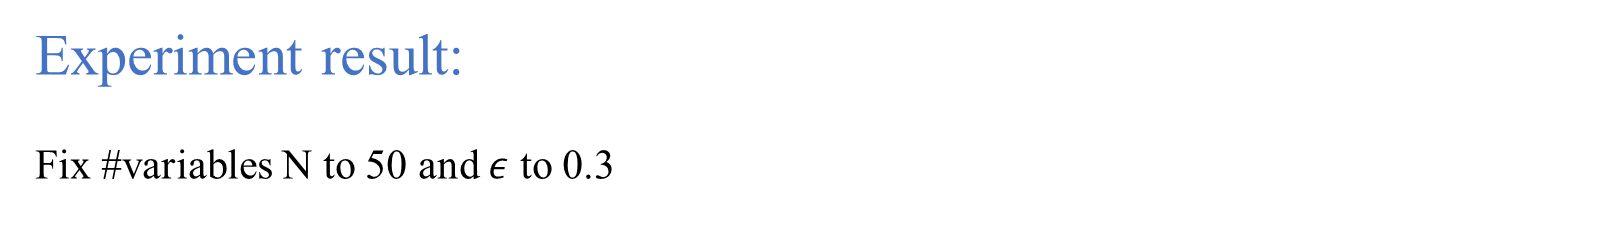 Experiment result:
Fix #variables N to 50 and ϵ to 0.3